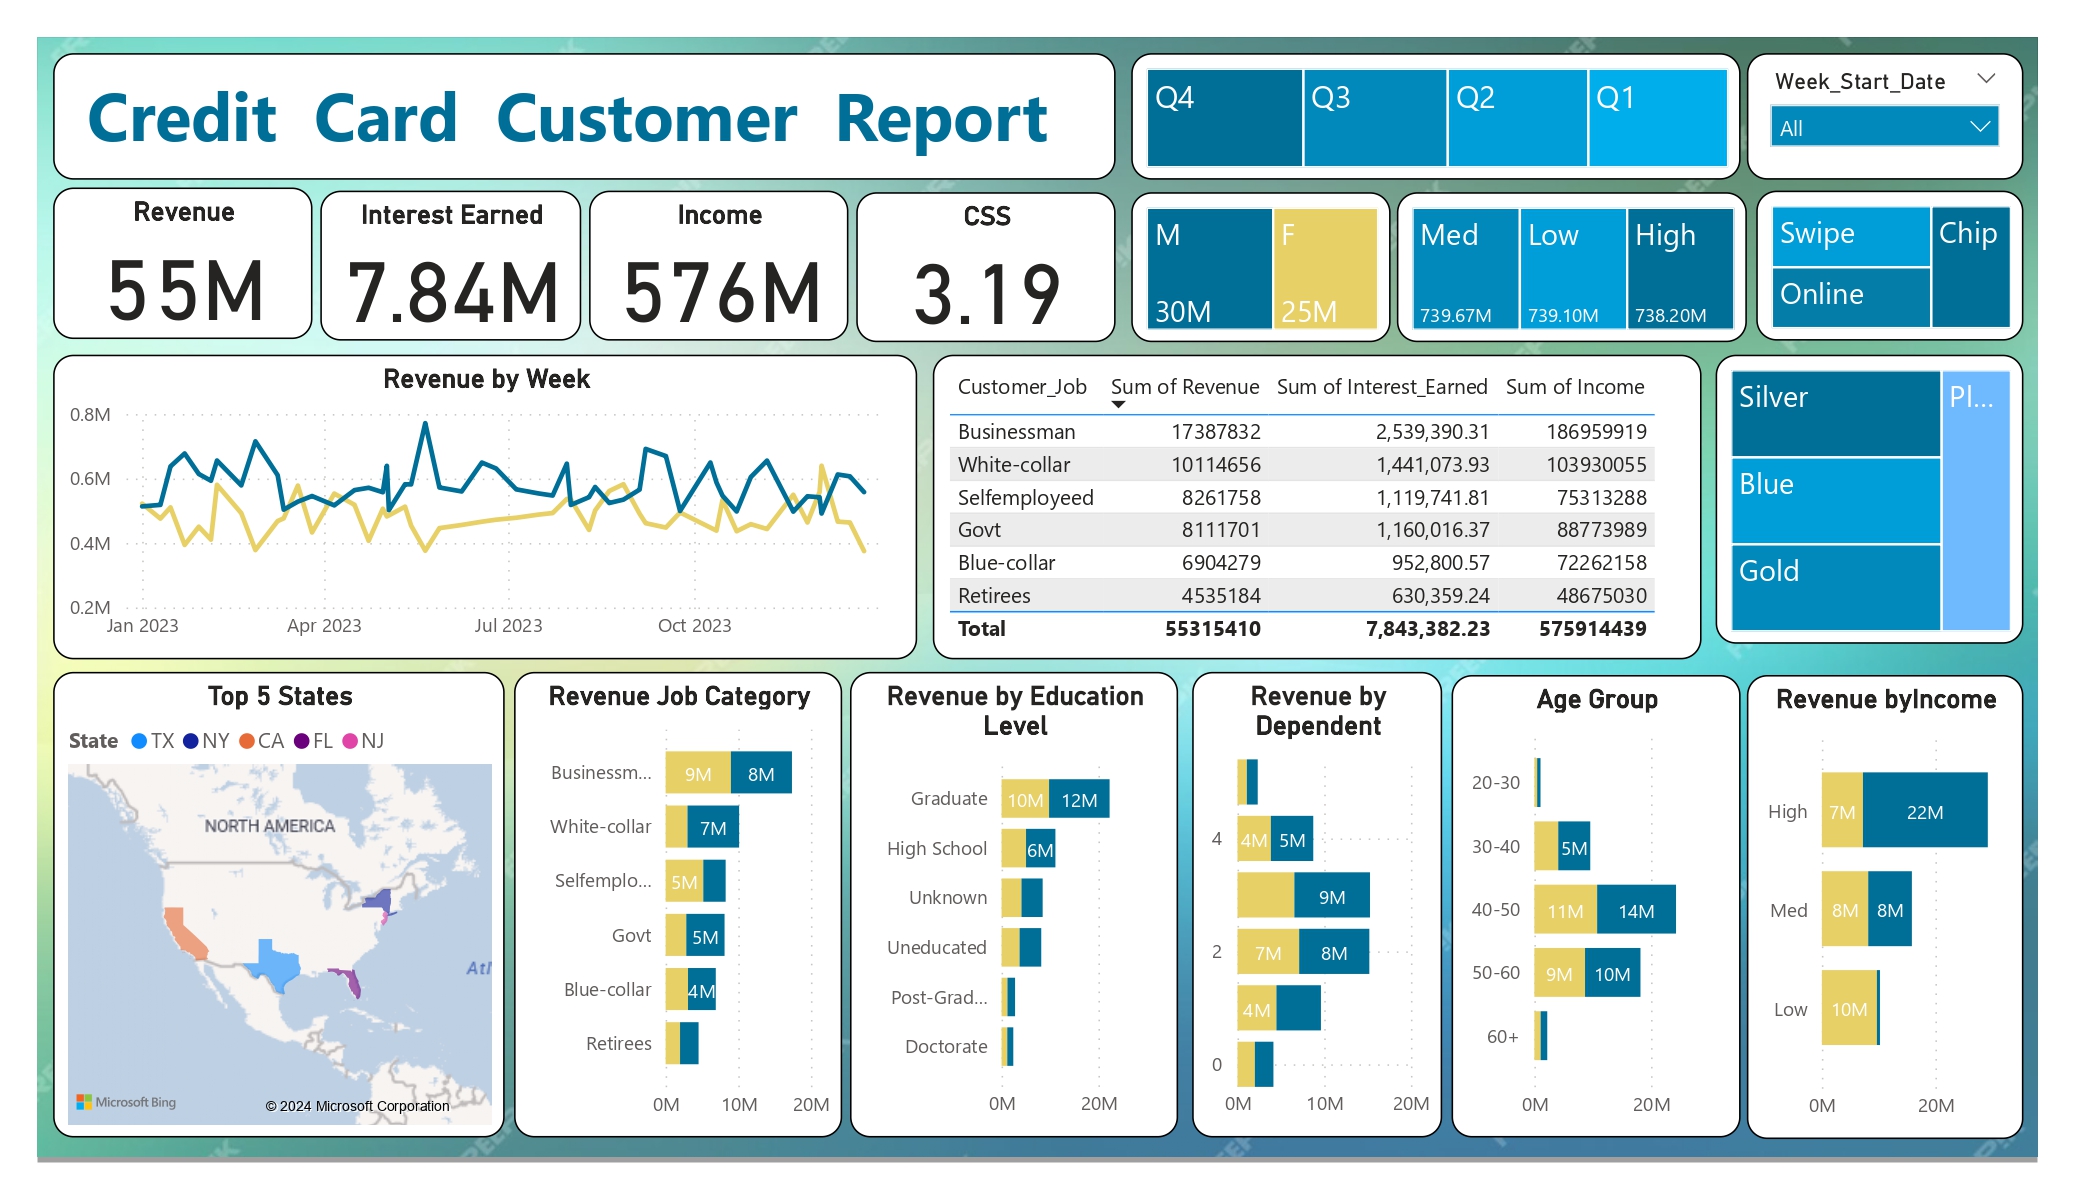 Credit Card Customer Report
Q4 Q3 Q2 Q1
Week_Start_Date
All
Revenue
55M
Interest Earned
7.84M
Income
576M
CSS
3.19
M F
30M 25M
Med Low High
739.67M 739.10M 738.20M
Swipe Chip
Online
Revenue by Week
0.8M
0.6M
0.4M
0.2M
Jan 2023 Apr 2023 Jul 2023 Oct 2023
Customer_Job Sum of Revenue Sum of Interest_Earned Sum of Income
Businessman 17387832 2,539,390.31 186959919
White-collar 10114656 1,441,073.93 103930055
Selfemployeed 8261758 1,119,741.81 75313288
Govt 8111701 1,160,016.37 88773989
Blue-collar 6904279 952,800.57 72262158
Retirees 4535184 630,359.24 48675030
Total 55315410 7,843,382.23 575914439
Silver Pl...
Blue
Gold
Top 5 States
State TX NY CA FL NJ
NORTH AMERICA
Atl
Microsoft Bing
© 2024 Microsoft Corporation
Revenue Job Category
Businessm... 9M 8M
White-collar 7M
Selfemplo... 5M
Govt 5M
Blue-collar 4M
Retirees
0M 10M 20M
Revenue by Education
Level
Graduate 10M 12M
High School 6M
Unknown
Uneducated
Post-Grad...
Doctorate
0M 20M
Revenue by
Dependent
4 4M 5M
9M
2 7M 8M
4M
0
0M 10M 20M
Age Group
20-30
30-40 5M
40-50 11M 14M
50-60 9M 10M
60+
0M 20M
Revenue byIncome
High 7M 22M
Med 8M 8M
Low 10M
0M 20M